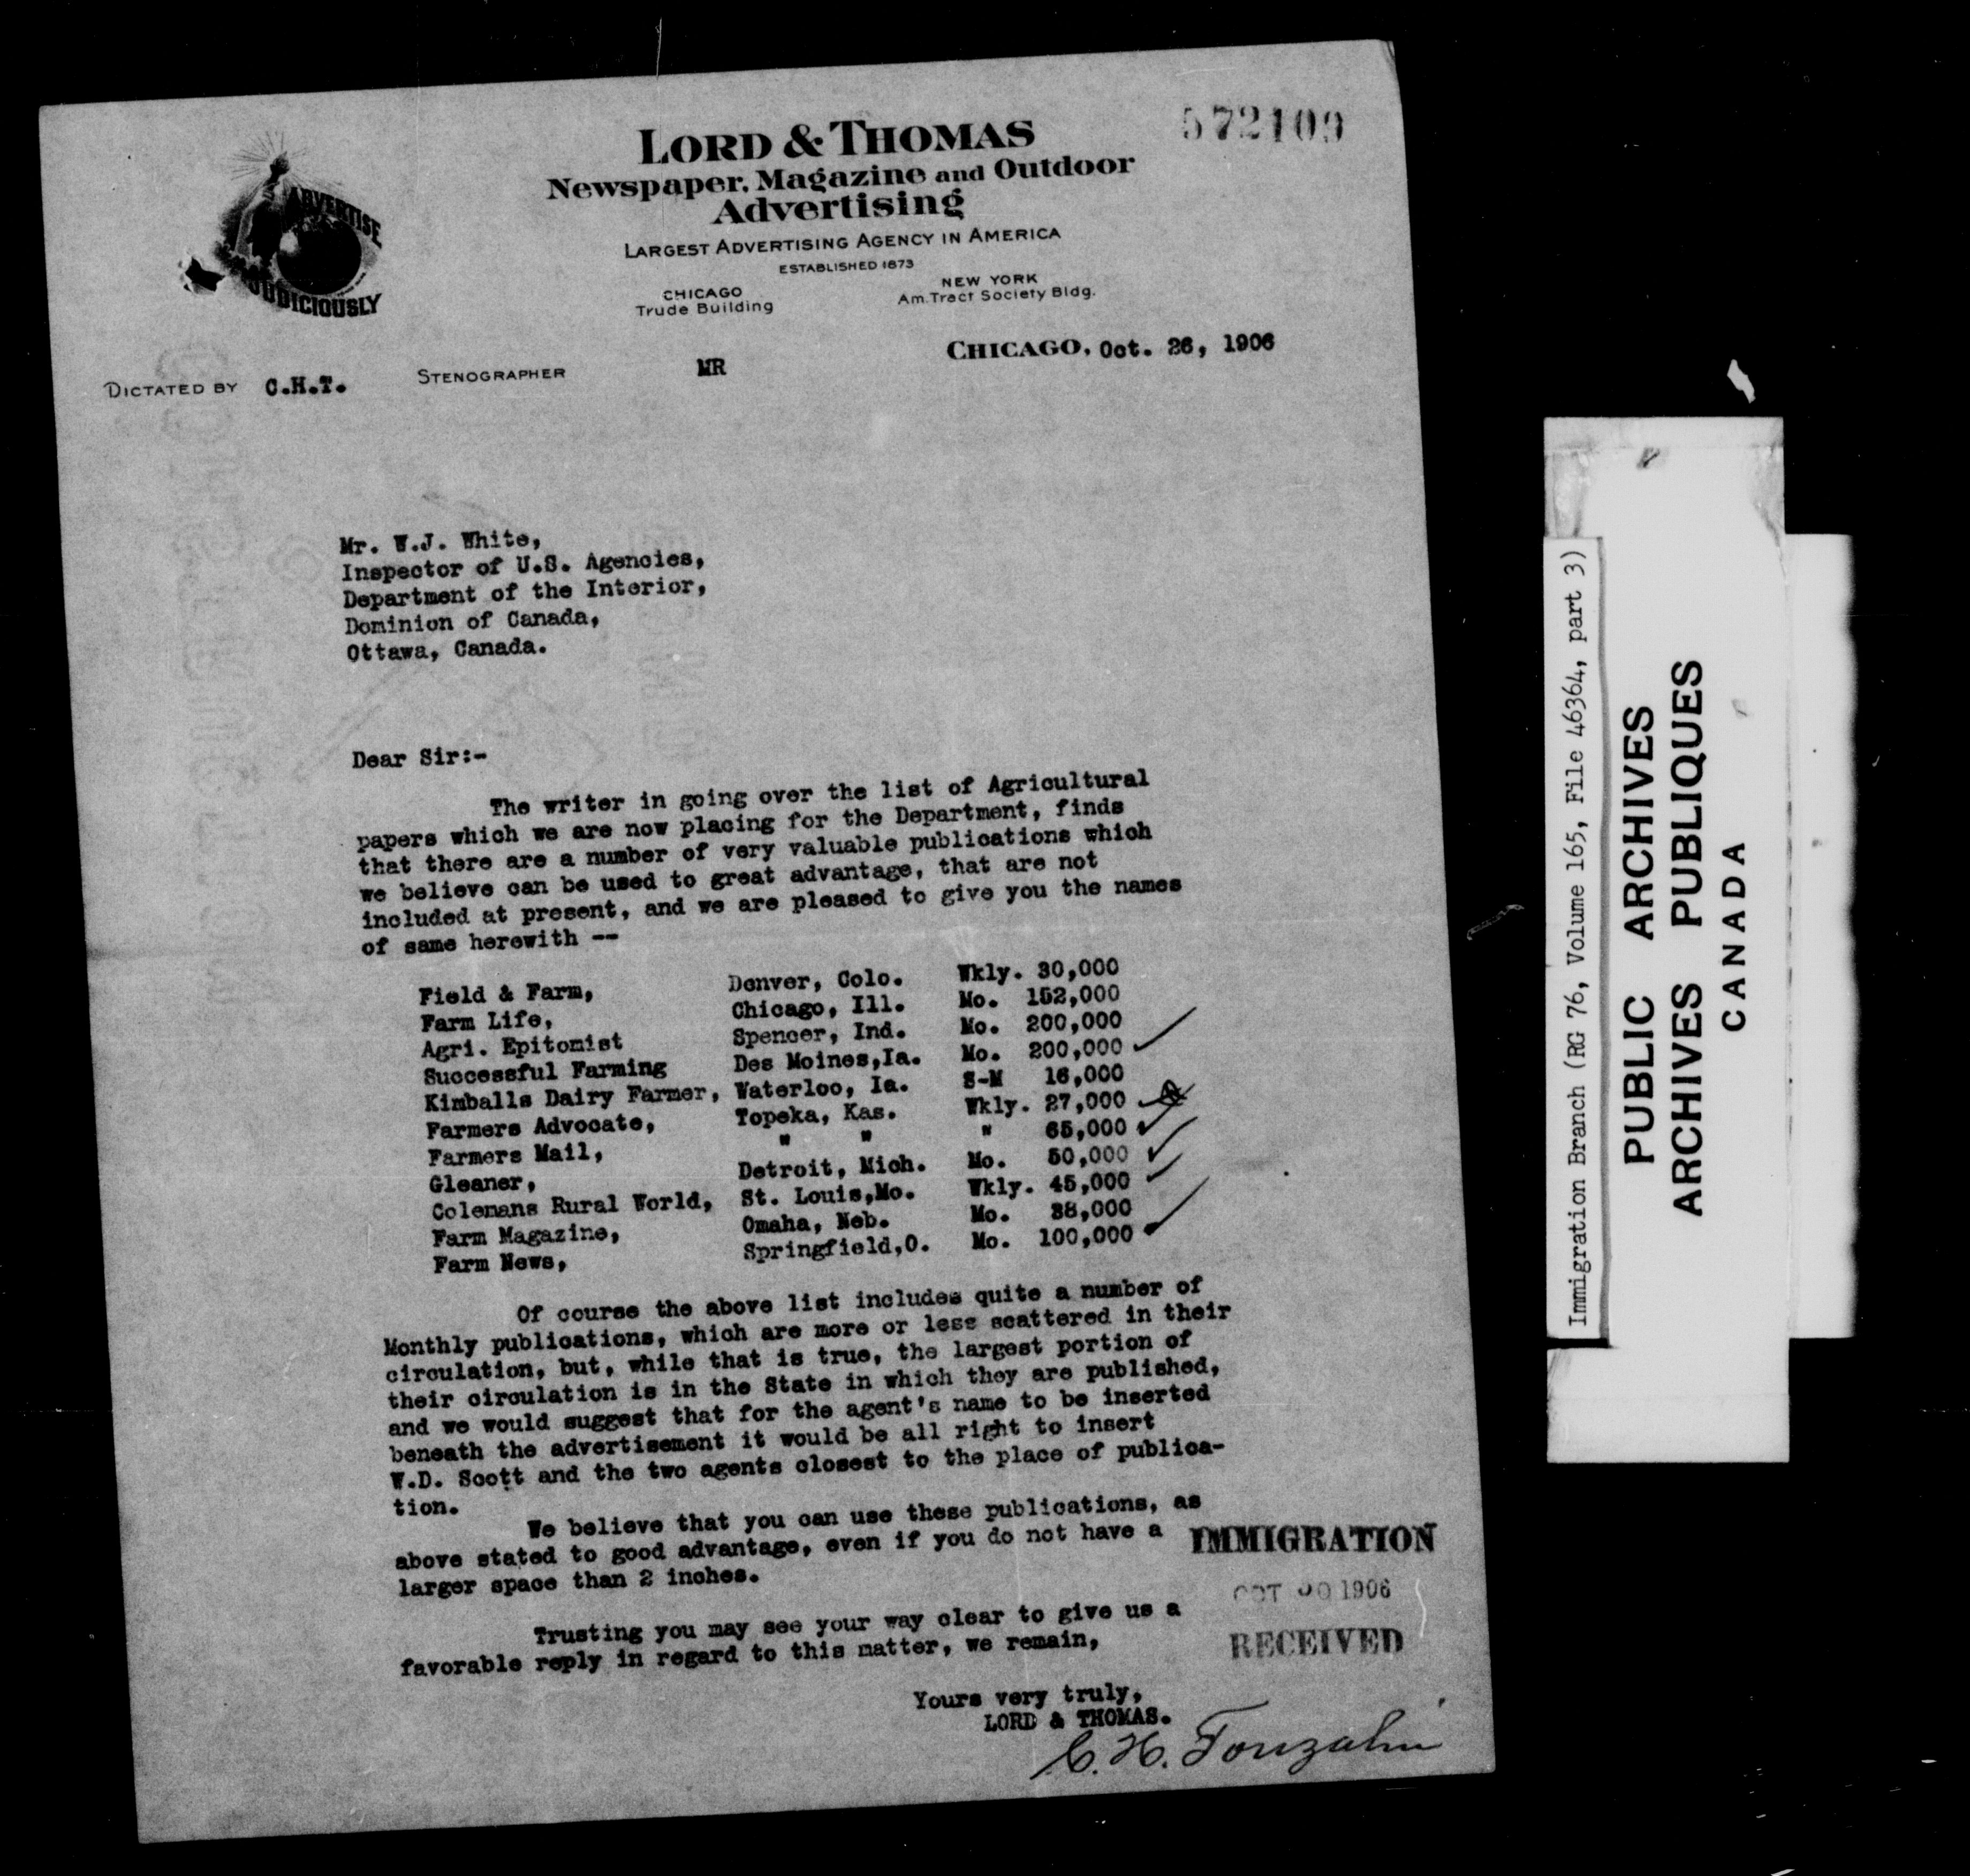 572109
LORD & THOMAS
Newspaper, Magazine and Outdoor
Advertising
LARGEST ADVERTISING AGENCY IN AMERICA
ESTABLISHED 1873
CHICAGO
Trude Building
NEW YORK
Am. Tract Society Bldg.
ADVERTISE
JUDICIOUSLY
CHICAGO, Oct. 26, 1906
DICTATED BY C.H.T. STENOGRAPHER MR
Mr. W.J. White,
Inspector of U.S. Agencies,
Department of the Interior,
Dominion of Canada,
Ottawa, Canada.
Dear Sir:-
The writer in going over the list of Agricultural
papers which we are now placing for the Department, finds
that there are a number of very valuable publications which
we believe can be used to great advantage, that are not
included at present, and we are pleased to give you the names
of same herewith --
Field & Farm, Denver, Colo. Wkly. 30,000
Farm Life, Chicago, Ill. Mo. 152,000
Agri. Epitomist Spencer, Ind. Mo. 200,000
Successful Farming Des Moines,Ia. Mo. 200,000
Kimballs Dairy Farmer, Waterloo, Ia. S-M 16,000
Farmers Advocate, Topeka, Kas. Wkly. 27,000
Farmers Mail, " " " 65,000
Gleaner, Detroit, Mich. Mo. 50,000
Colemans Rural World, St. Louis,Mo. Wkly. 45,000
Farm Magazine, Omaha, Neb. Mo. 38,000
Farm News, Springfield,O. Mo. 100,000
Of course the above list includes quite a number of
Monthly publications, which are more or less scattered in their
circulation, but, while that is true, the largest portion of
their circulation is in the State in which they are published,
and we would suggest that for the agent's name to be inserted
beneath the advertisement it would be all right to insert
W.D. Scott and the two agents closest to the place of publica-
tion.
We believe that you can use these publications, as
above stated to good advantage, even if you do not have a
larger space than 2 inches.
Trusting you may see your way clear to give us a
favorable reply in regard to this matter, we remain,
Yours very truly,
LORD & THOMAS.
C. H. Touzalin
IMMIGRATION
OCT 30 1906
RECEIVED
Immigration Branch (RG 76, Volume 165, File 46364, part 3)
PUBLIC ARCHIVES
ARCHIVES PUBLIQUES
CANADA